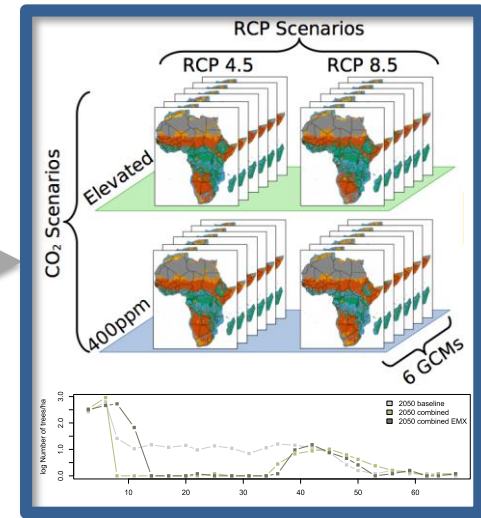 RCP Scenarios
RCP 4.5
RCP 8.5
CO₂ Scenarios
Elevated
400ppm
6 GCMs
log Number of trees/ha
3.0
2.0
1.0
0.0
2050 baseline
2050 combined
2050 combined EMX
10 20 30 40 50 60